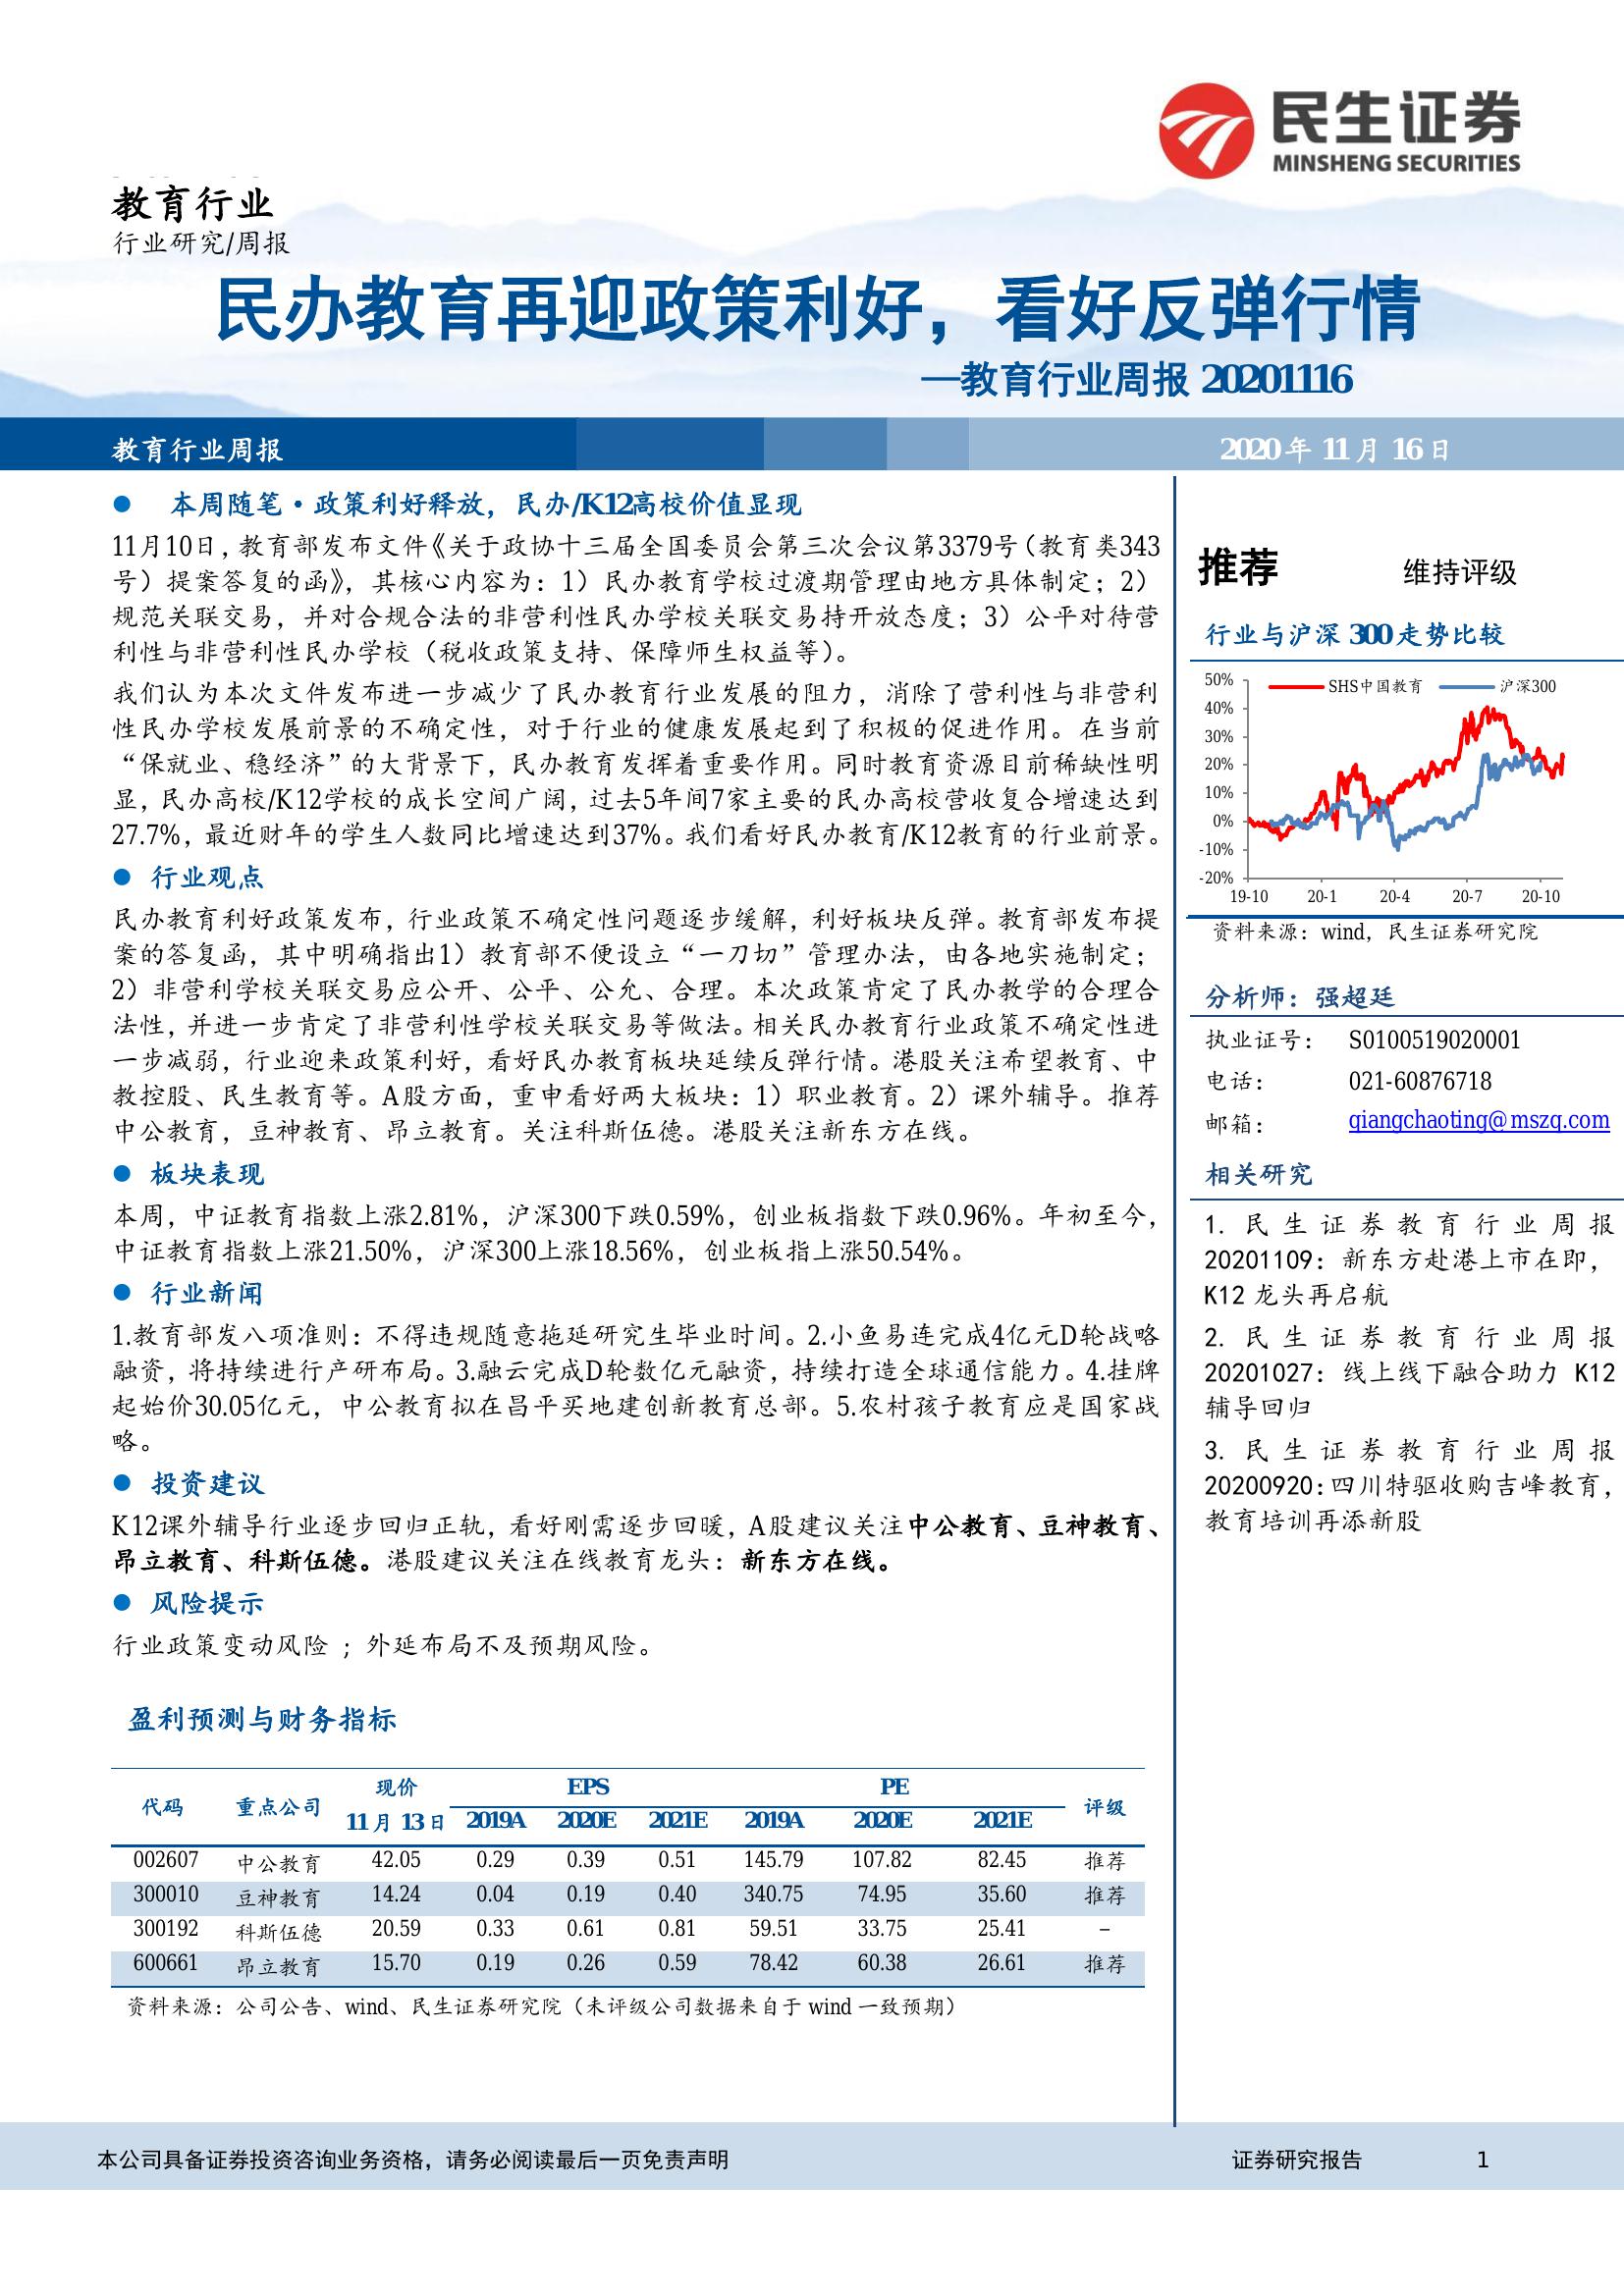 民生证券
MINSHENG SECURITIES
教育行业
行业研究/周报
民办教育再迎政策利好，看好反弹行情
—教育行业周报 20201116
教育行业周报
2020 年 11 月 16 日
● 本周随笔·政策利好释放，民办/K12高校价值显现
11月10日，教育部发布文件《关于政协十三届全国委员会第三次会议第3379号（教育类343
号）提案答复的函》，其核心内容为：1）民办教育学校过渡期管理由地方具体制定；2）
规范关联交易，并对合规合法的非营利性民办学校关联交易持开放态度；3）公平对待营
利性与非营利性民办学校（税收政策支持、保障师生权益等）。
我们认为本次文件发布进一步减少了民办教育行业发展的阻力，消除了营利性与非营利
性民办学校发展前景的不确定性，对于行业的健康发展起到了积极的促进作用。在当前
“保就业、稳经济”的大背景下，民办教育发挥着重要作用。同时教育资源目前稀缺性明
显，民办高校/K12学校的成长空间广阔，过去5年间7家主要的民办高校营收复合增速达到
27.7%，最近财年的学生人数同比增速达到37%。我们看好民办教育/K12教育的行业前景。
● 行业观点
民办教育利好政策发布，行业政策不确定性问题逐步缓解，利好板块反弹。教育部发布提
案的答复函，其中明确指出1）教育部不便设立“一刀切”管理办法，由各地实施制定；
2）非营利学校关联交易应公开、公平、公允、合理。本次政策肯定了民办教学的合理合
法性，并进一步肯定了非营利性学校关联交易等做法。相关民办教育行业政策不确定性进
一步减弱，行业迎来政策利好，看好民办教育板块延续反弹行情。港股关注希望教育、中
教控股、民生教育等。A股方面，重申看好两大板块：1）职业教育。2）课外辅导。推荐
中公教育，豆神教育、昂立教育。关注科斯伍德。港股关注新东方在线。
● 板块表现
本周，中证教育指数上涨2.81%，沪深300下跌0.59%，创业板指数下跌0.96%。年初至今，
中证教育指数上涨21.50%，沪深300上涨18.56%，创业板指上涨50.54%。
● 行业新闻
1.教育部发八项准则：不得违规随意拖延研究生毕业时间。2.小鱼易连完成4亿元D轮战略
融资，将持续进行产研布局。3.融云完成D轮数亿元融资，持续打造全球通信能力。4.挂牌
起始价30.05亿元，中公教育拟在昌平买地建创新教育总部。5.农村孩子教育应是国家战
略。
● 投资建议
K12课外辅导行业逐步回归正轨，看好刚需逐步回暖，A股建议关注中公教育、豆神教育、
昂立教育、科斯伍德。港股建议关注在线教育龙头：新东方在线。
● 风险提示
行业政策变动风险 ；外延布局不及预期风险。
盈利预测与财务指标
代码 重点公司 现价 EPS PE 评级
11 月 13 日 2019A 2020E 2021E 2019A 2020E 2021E
002607 中公教育 42.05 0.29 0.39 0.51 145.79 107.82 82.45 推荐
300010 豆神教育 14.24 0.04 0.19 0.40 340.75 74.95 35.60 推荐
300192 科斯伍德 20.59 0.33 0.61 0.81 59.51 33.75 25.41 –
600661 昂立教育 15.70 0.19 0.26 0.59 78.42 60.38 26.61 推荐
资料来源：公司公告、wind、民生证券研究院（未评级公司数据来自于 wind 一致预期）
推荐 维持评级
行业与沪深 300 走势比较
SHS中国教育 沪深300
50%
40%
30%
20%
10%
0%
-10%
-20%
19-10 20-1 20-4 20-7 20-10
资料来源：wind，民生证券研究院
分析师：强超廷
执业证号： S0100519020001
电话： 021-60876718
邮箱： qiangchaoting@mszq.com
相关研究
1. 民生证券教育行业周报
20201109：新东方赴港上市在即，
K12 龙头再启航
2. 民生证券教育行业周报
20201027：线上线下融合助力 K12
辅导回归
3. 民生证券教育行业周报
20200920：四川特驱收购吉峰教育，
教育培训再添新股
本公司具备证券投资咨询业务资格，请务必阅读最后一页免责声明
证券研究报告 1